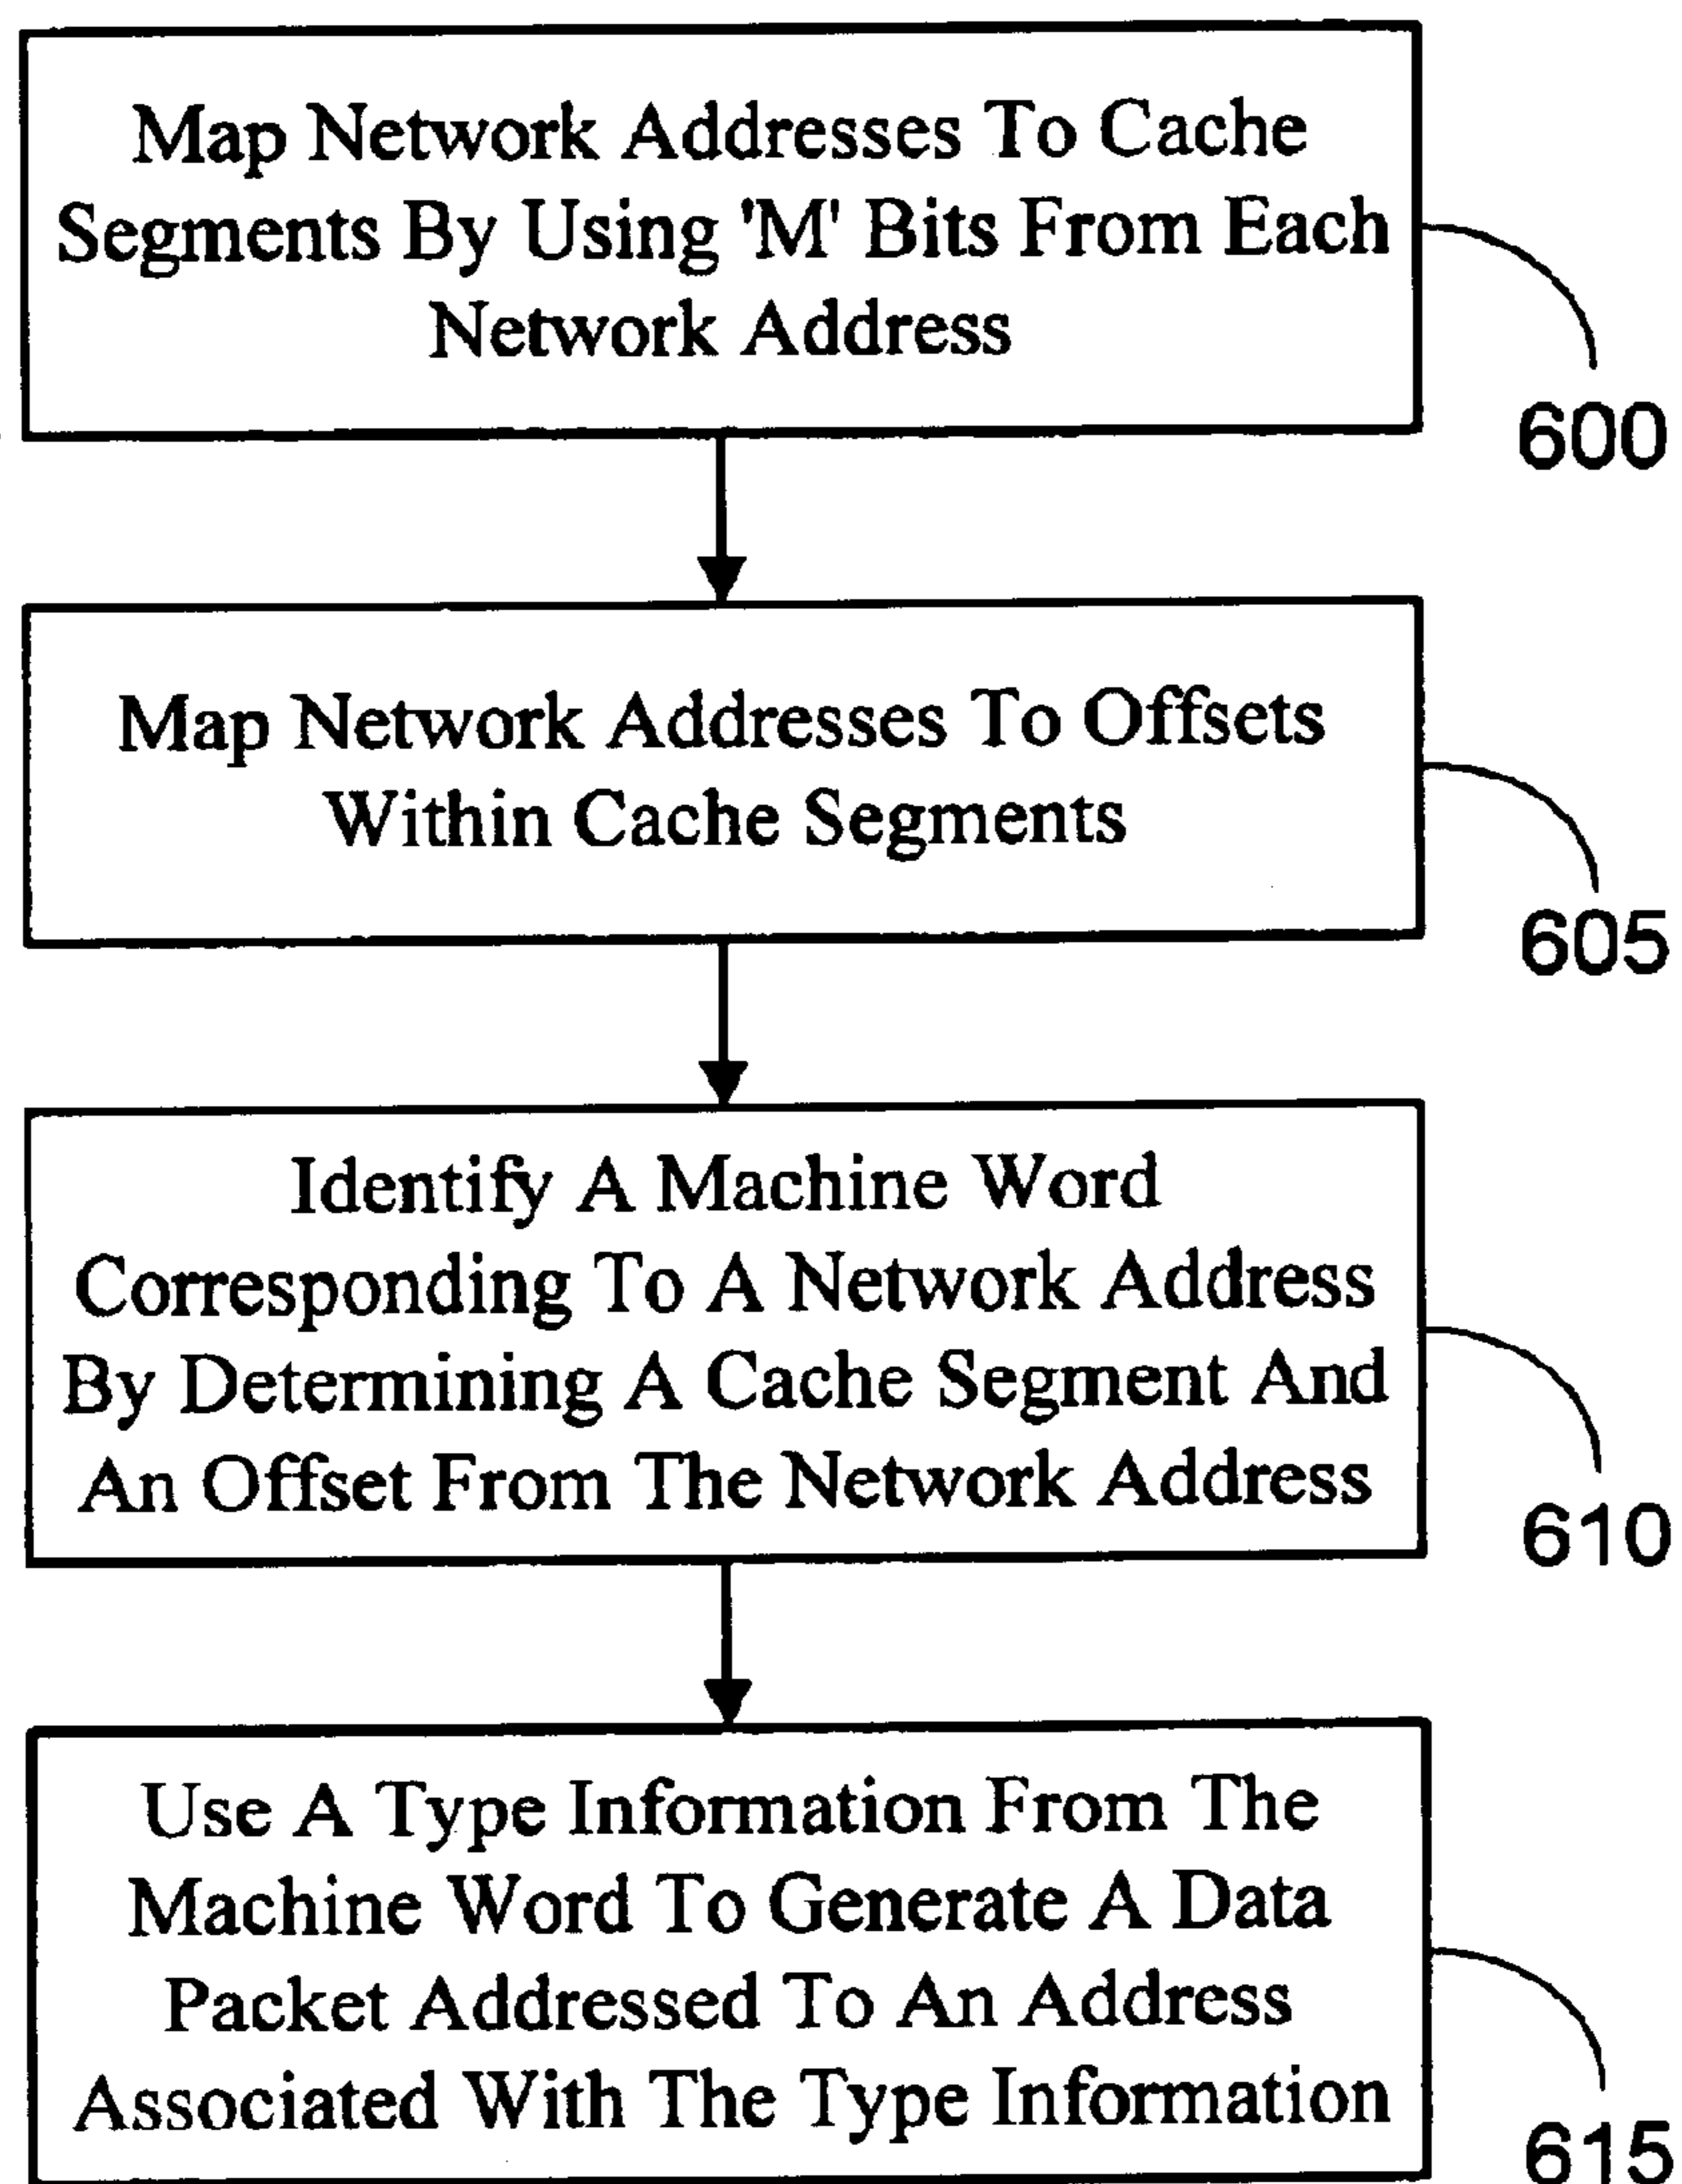 Map Network Addresses To Cache
Segments By Using 'M' Bits From Each
Network Address
600
Map Network Addresses To Offsets
Within Cache Segments
605
Identify A Machine Word
Corresponding To A Network Address
By Determining A Cache Segment And
An Offset From The Network Address
610
Use A Type Information From The
Machine Word To Generate A Data
Packet Addressed To An Address
Associated With The Type Information
615